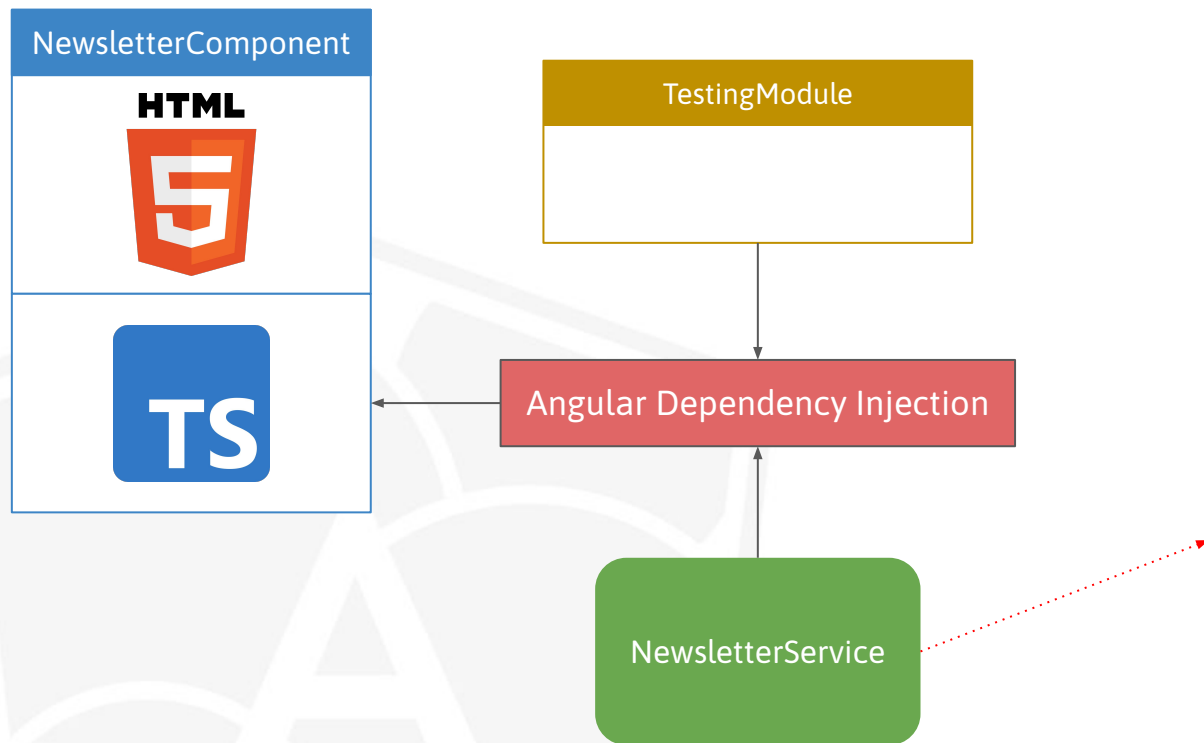 NewsletterComponent
HTML
5
TS
TestingModule
Angular Dependency Injection
NewsletterService
A